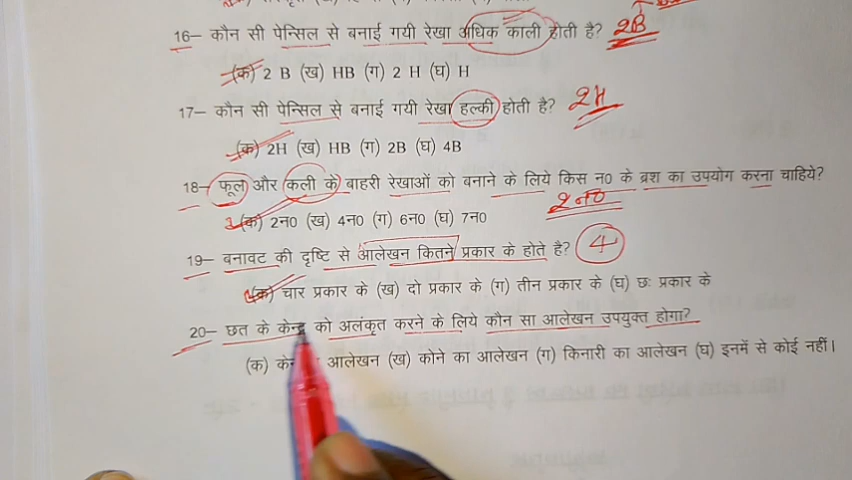 16– कौन सी पेन्सिल से बनाई गयी रेखा अधिक काली होती है? 2B
(क) 2 B (ख) HB (ग) 2 H (घ) H
17– कौन सी पेन्सिल से बनाई गयी रेखा हल्की होती है? 2H
(क) 2H (ख) HB (ग) 2B (घ) 4B
18– फूल और कली के बाहरी रेखाओं को बनाने के लिये किस न0 के ब्रश का उपयोग करना चाहिये?
2 न0
(क) 2न0 (ख) 4न0 (ग) 6न0 (घ) 7न0
19– बनावट की दृष्टि से आलेखन कितने प्रकार के होते है? 4
(क) चार प्रकार के (ख) दो प्रकार के (ग) तीन प्रकार के (घ) छः प्रकार के
20– छत के केन्द्र को अलंकृत करने के लिये कौन सा आलेखन उपयुक्त होगा?
(क) आलेखन (ख) कोने का आलेखन (ग) किनारी का आलेखन (घ) इनमें से कोई नहीं।